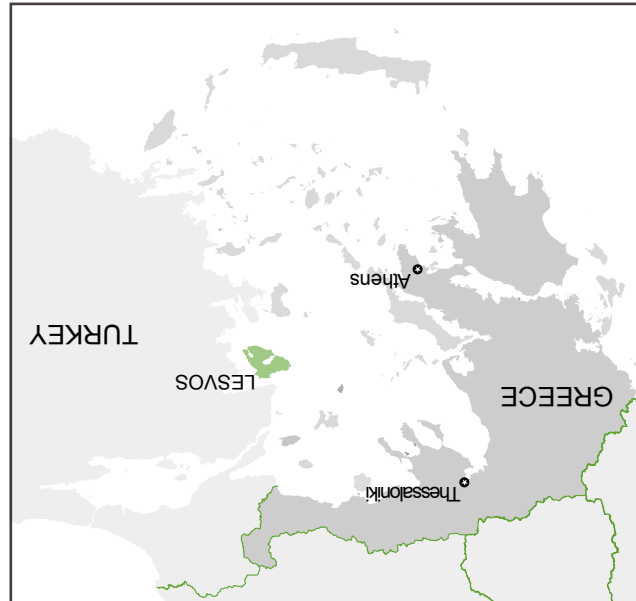 Thessaloniki
GREECE
LESVOS
TURKEY
Athens